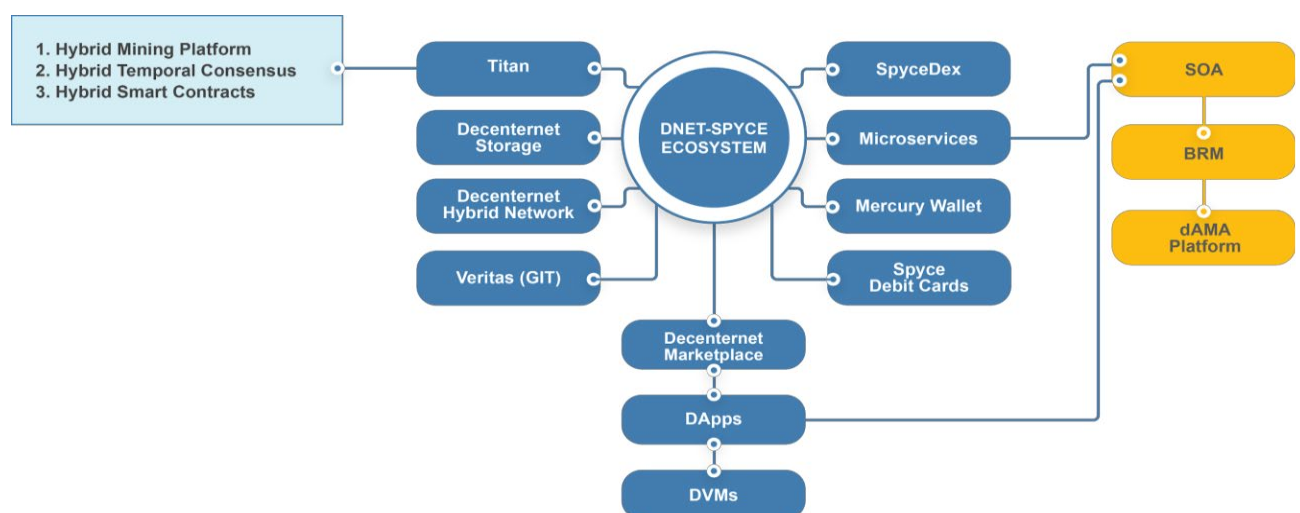 1. Hybrid Mining Platform
2. Hybrid Temporal Consensus
3. Hybrid Smart Contracts
Titan
Decenternet
Storage
Decenternet
Hybrid Network
Veritas (GIT)
DNET-SPYCE
ECOSYSTEM
SpyceDex
Microservices
Mercury Wallet
Spyce
Debit Cards
Decenternet
Marketplace
DApps
DVMs
SOA
BRM
dAMA
Platform